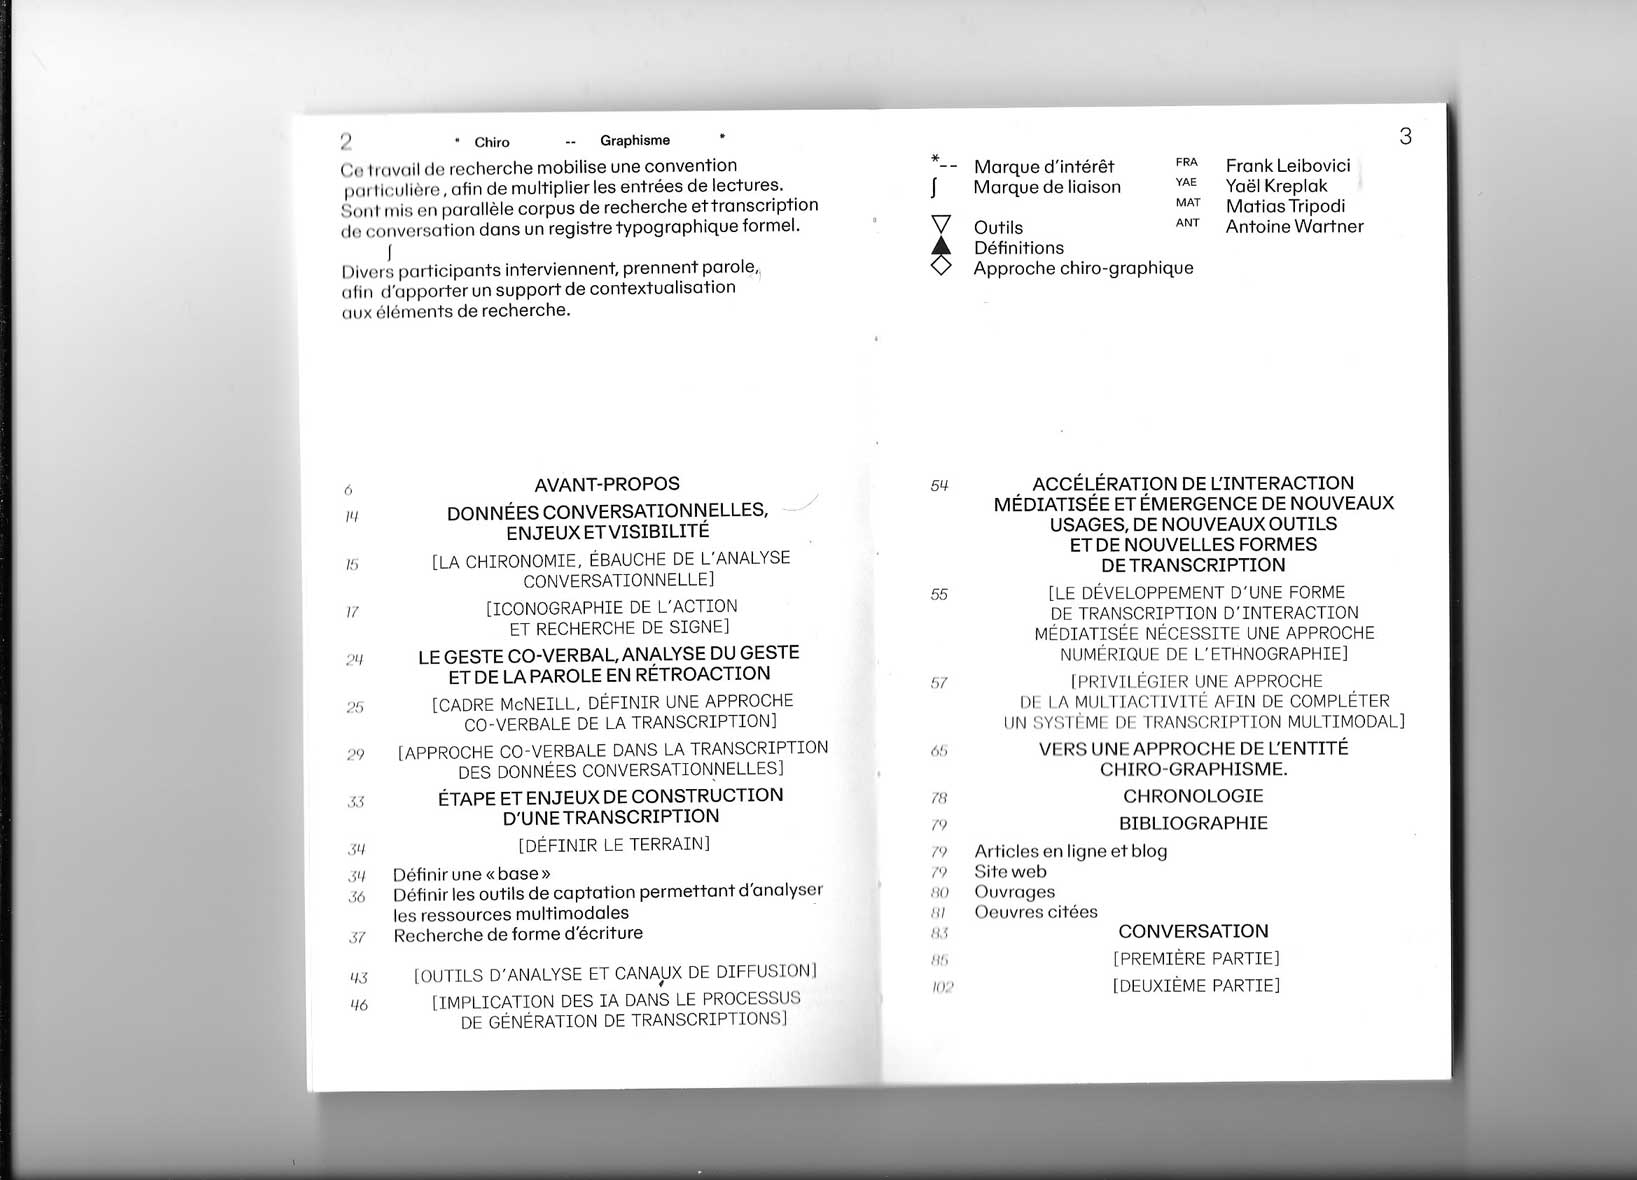 2 * Chiro -- Graphisme *
Ce travail de recherche mobilise une convention
particulière, afin de multiplier les entrées de lectures.
Sont mis en parallèle corpus de recherche et transcription
de conversation dans un registre typographique formel.
∫
Divers participants interviennent, prennent parole,
afin d'apporter un support de contextualisation
aux éléments de recherche.
6 AVANT-PROPOS
14 DONNÉES CONVERSATIONNELLES,
ENJEUX ET VISIBILITÉ
15 [LA CHIRONOMIE, ÉBAUCHE DE L'ANALYSE
CONVERSATIONNELLE]
17 [ICONOGRAPHIE DE L'ACTION
ET RECHERCHE DE SIGNE]
24 LE GESTE CO-VERBAL, ANALYSE DU GESTE
ET DE LA PAROLE EN RÉTROACTION
25 [CADRE McNEILL, DÉFINIR UNE APPROCHE
CO-VERBALE DE LA TRANSCRIPTION]
29 [APPROCHE CO-VERBALE DANS LA TRANSCRIPTION
DES DONNÉES CONVERSATIONNELLES]
33 ÉTAPE ET ENJEUX DE CONSTRUCTION
D'UNE TRANSCRIPTION
34 [DÉFINIR LE TERRAIN]
34 Définir une « base »
36 Définir les outils de captation permettant d'analyser
les ressources multimodales
37 Recherche de forme d'écriture
43 [OUTILS D'ANALYSE ET CANAUX DE DIFFUSION]
46 [IMPLICATION DES IA DANS LE PROCESSUS
DE GÉNÉRATION DE TRANSCRIPTIONS]
3
*-- Marque d'intérêt FRA Frank Leibovici
∫ Marque de liaison YAE Yaël Kreplak
MAT Matias Tripodi
▽ Outils ANT Antoine Wartner
▲ Définitions
◇ Approche chiro-graphique
54 ACCÉLÉRATION DE L'INTERACTION
MÉDIATISÉE ET ÉMERGENCE DE NOUVEAUX
USAGES, DE NOUVEAUX OUTILS
ET DE NOUVELLES FORMES
DE TRANSCRIPTION
55 [LE DÉVELOPPEMENT D'UNE FORME
DE TRANSCRIPTION D'INTERACTION
MÉDIATISÉE NÉCESSITE UNE APPROCHE
NUMÉRIQUE DE L'ETHNOGRAPHIE]
57 [PRIVILÉGIER UNE APPROCHE
DE LA MULTIACTIVITÉ AFIN DE COMPLÉTER
UN SYSTÈME DE TRANSCRIPTION MULTIMODAL]
65 VERS UNE APPROCHE DE L'ENTITÉ
CHIRO-GRAPHISME.
78 CHRONOLOGIE
79 BIBLIOGRAPHIE
79 Articles en ligne et blog
79 Site web
80 Ouvrages
81 Oeuvres citées
83 CONVERSATION
85 [PREMIÈRE PARTIE]
102 [DEUXIÈME PARTIE]